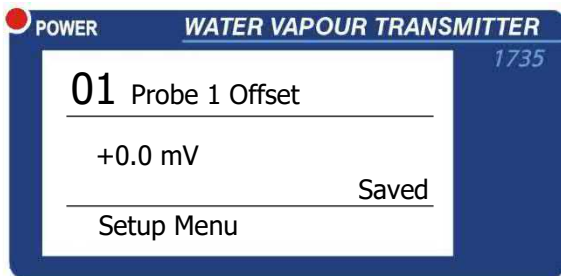 POWER WATER VAPOUR TRANSMITTER
1735
01 Probe 1 Offset
+0.0 mV
Saved
Setup Menu